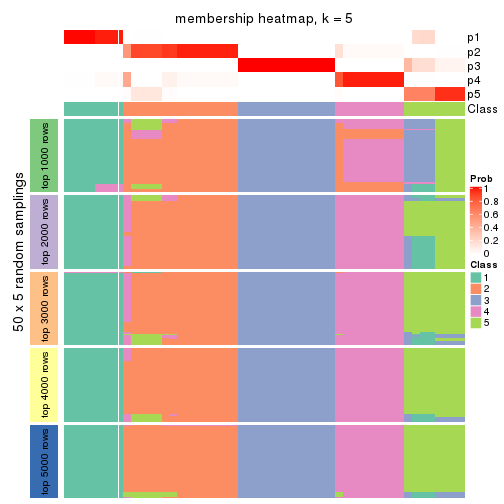 membership heatmap, k = 5
p1
p2
p3
p4
p5
Class
50 x 5 random samplings
top 1000 rows
top 2000 rows
top 3000 rows
top 4000 rows
top 5000 rows
Prob
1
0.8
0.6
0.4
0.2
0
Class
1
2
3
4
5